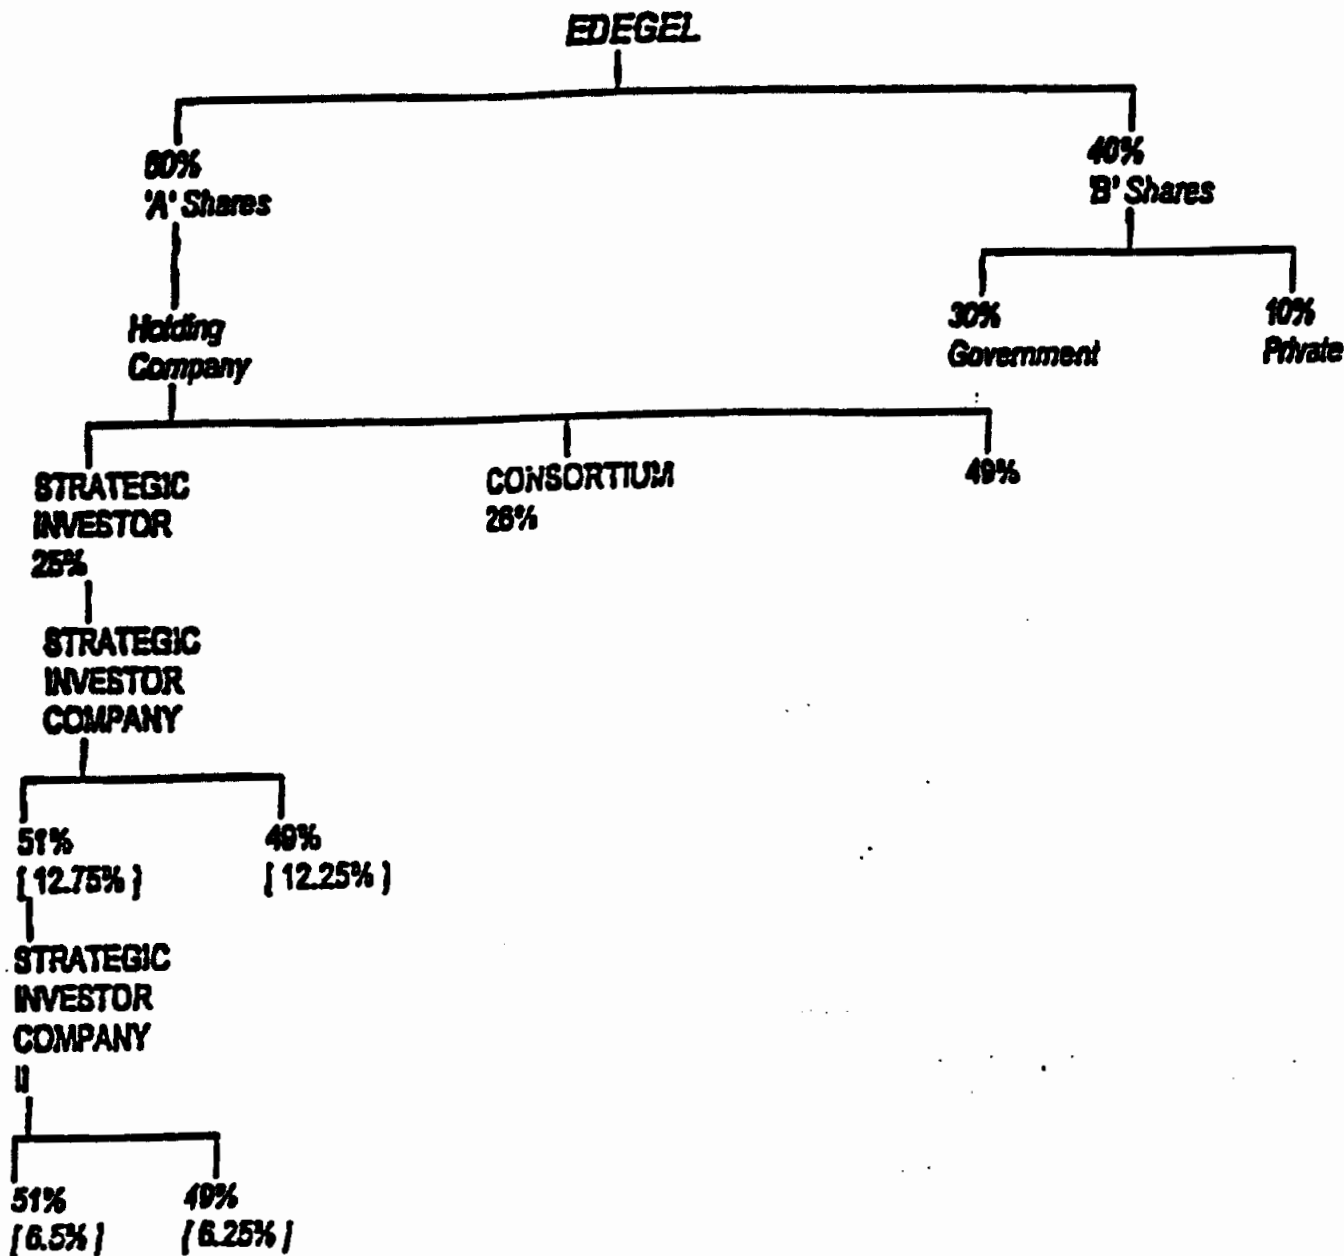 EDEGEL
60%
'A' Shares
40%
'B' Shares
Holding
Company
30%
Government
10%
Private
STRATEGIC
INVESTOR
25%
CONSORTIUM
26%
49%
STRATEGIC
INVESTOR
COMPANY
51%
[ 12.75% ]
49%
[ 12.25% ]
STRATEGIC
INVESTOR
COMPANY
II
51%
[ 6.5% ]
49%
[ 6.25% ]